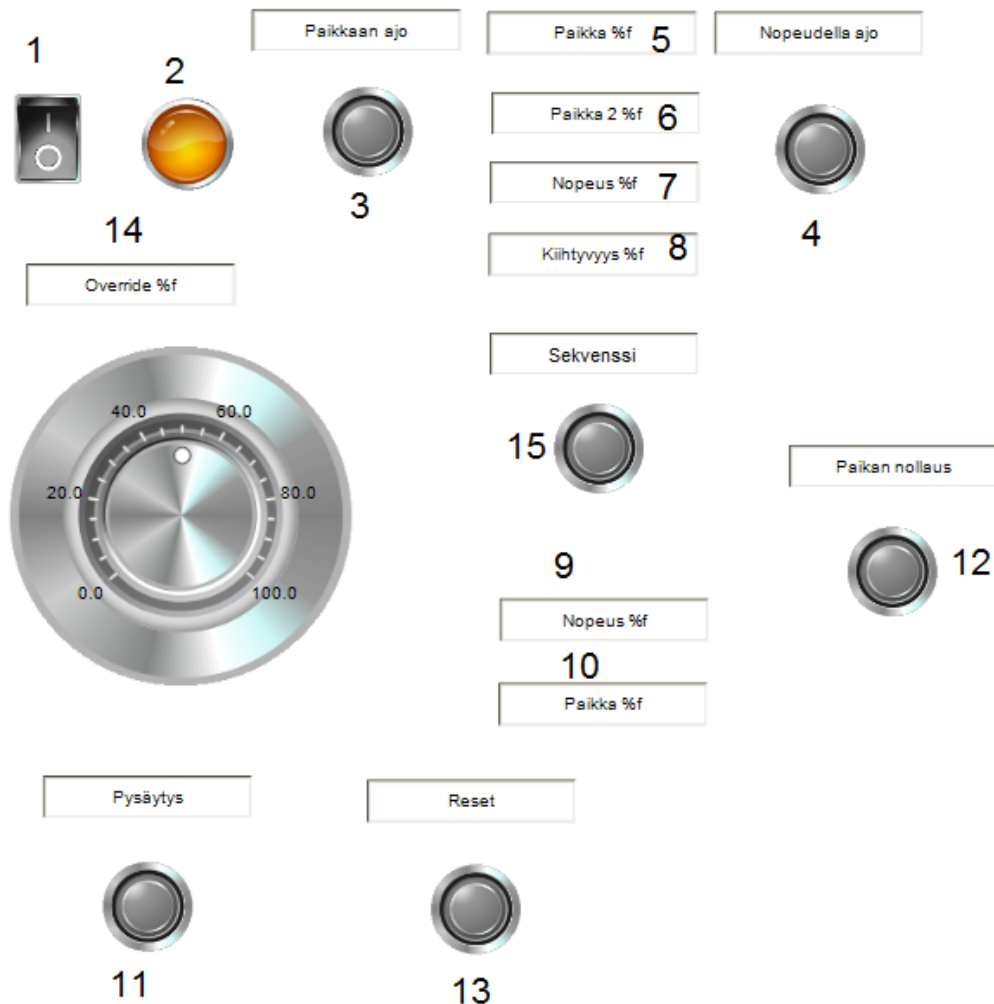 Paikkaan ajo
Paikka %f 5
Nopeudella ajo
1
2
Paikka 2 %f 6
3
Nopeus %f 7
4
14
Kiihtyvyys %f 8
Override %f
Sekvenssi
40.0 60.0
15
Paikan nollaus
20.0 80.0
9
12
0.0 100.0
Nopeus %f
10
Paikka %f
Pysäytys
Reset
11
13